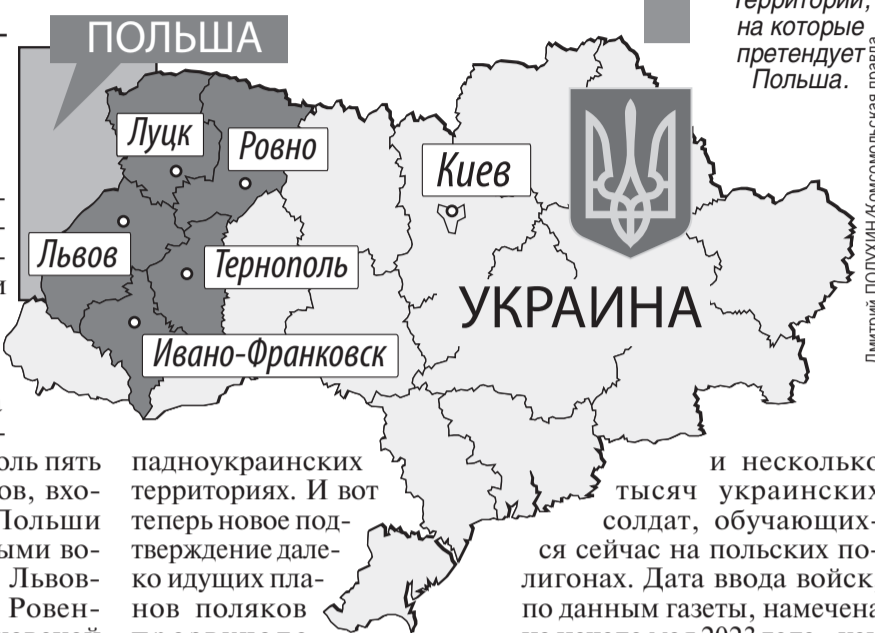 территории,
на которые
претендует
Польша.
ПОЛЬША
Луцк
Ровно
Киев
Львов
Тернополь
УКРАИНА
Ивано-Франковск
Дмитрий ПОЛУХИН/Комсомольская правда
и
оль пять
ов, вхо-
Польши
ыми во-
Львов-
Ровен-
падноукраинских
территориях. И вот
теперь новое под-
тверждение дале-
ко идущих пла-
нов поляков
и несколько
тысяч украинских
солдат, обучающих-
ся сейчас на польских по-
лигонах. Дата ввода войск,
по данным газеты, намечена